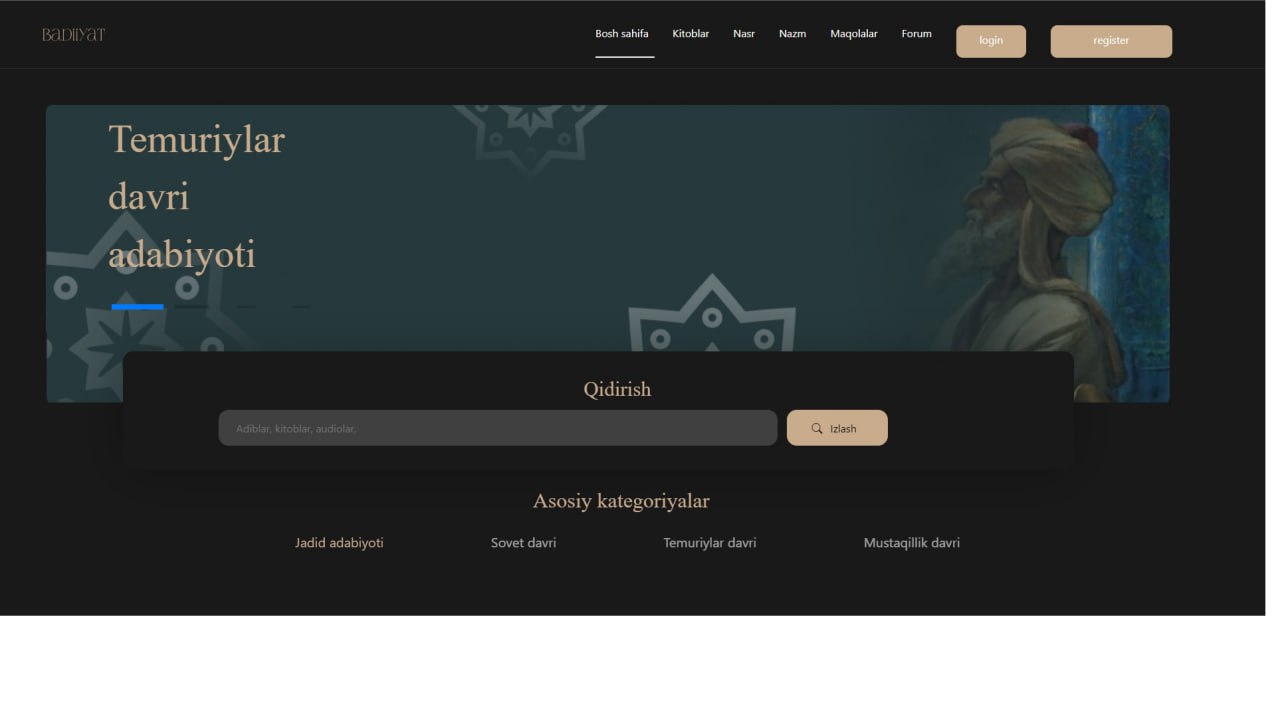 BADIIYAT
Bosh sahifa Kitoblar Nasr Nazm Maqolalar Forum login register
Temuriylar
davri
adabiyoti
Qidirish
Adiblar, kitoblar, audiolar,
Izlash
Asosiy kategoriyalar
Jadid adabiyoti Sovet davri Temuriylar davri Mustaqillik davri